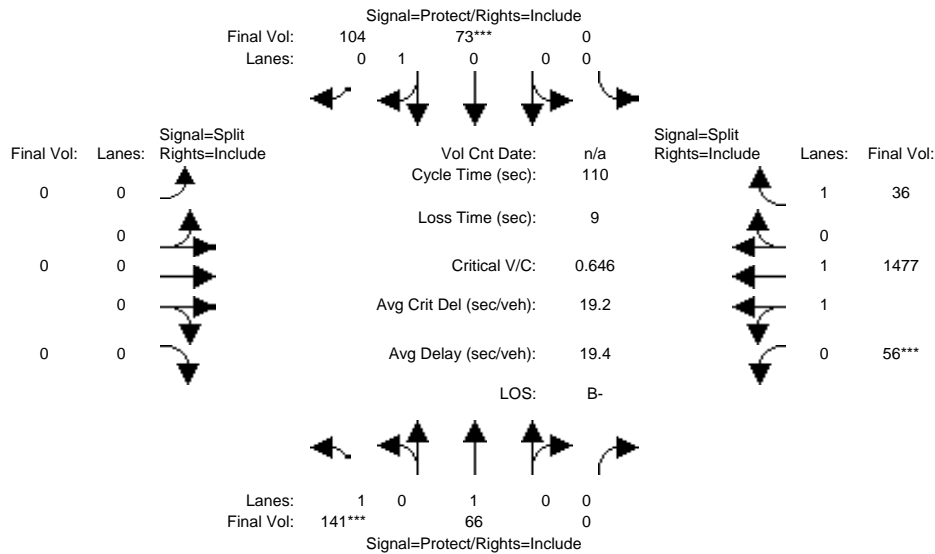 Signal=Protect/Rights=Include
Final Vol: 104 73*** 0
Lanes: 0 1 0 0 0
Signal=Split
Final Vol: Lanes: Rights=Include
Vol Cnt Date: n/a
Signal=Split
Rights=Include Lanes: Final Vol:
Cycle Time (sec): 110
0 0
1 36
Loss Time (sec): 9
0
0
0 0
Critical V/C: 0.646
1 1477
0
Avg Crit Del (sec/veh): 19.2
1
0 0
Avg Delay (sec/veh): 19.4
0 56***
LOS: B-
Lanes: 1 0 1 0 0
Final Vol: 141*** 66 0
Signal=Protect/Rights=Include